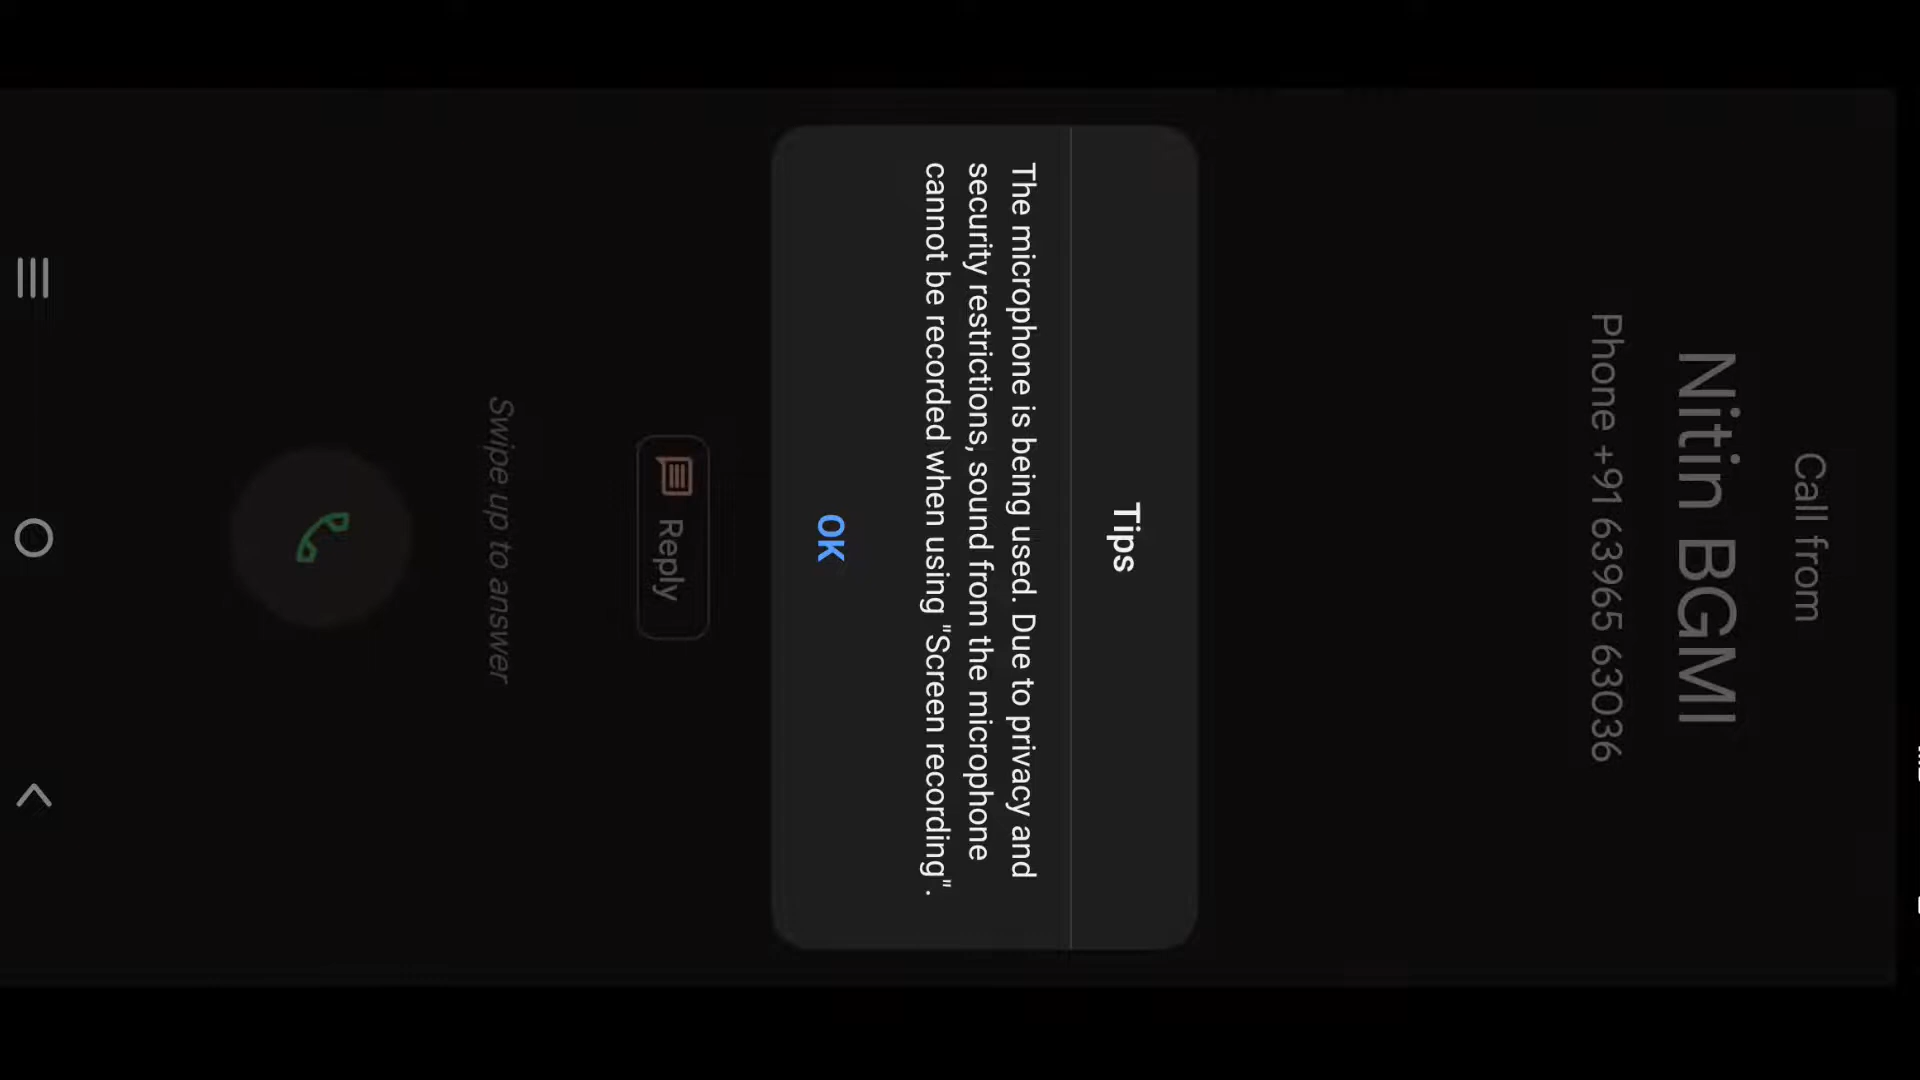 Call from
Nitin BGMI
Phone +91 63965 63036
Tips
The microphone is being used. Due to privacy and
security restrictions, sound from the microphone
cannot be recorded when using "Screen recording".
OK
Reply
Swipe up to answer